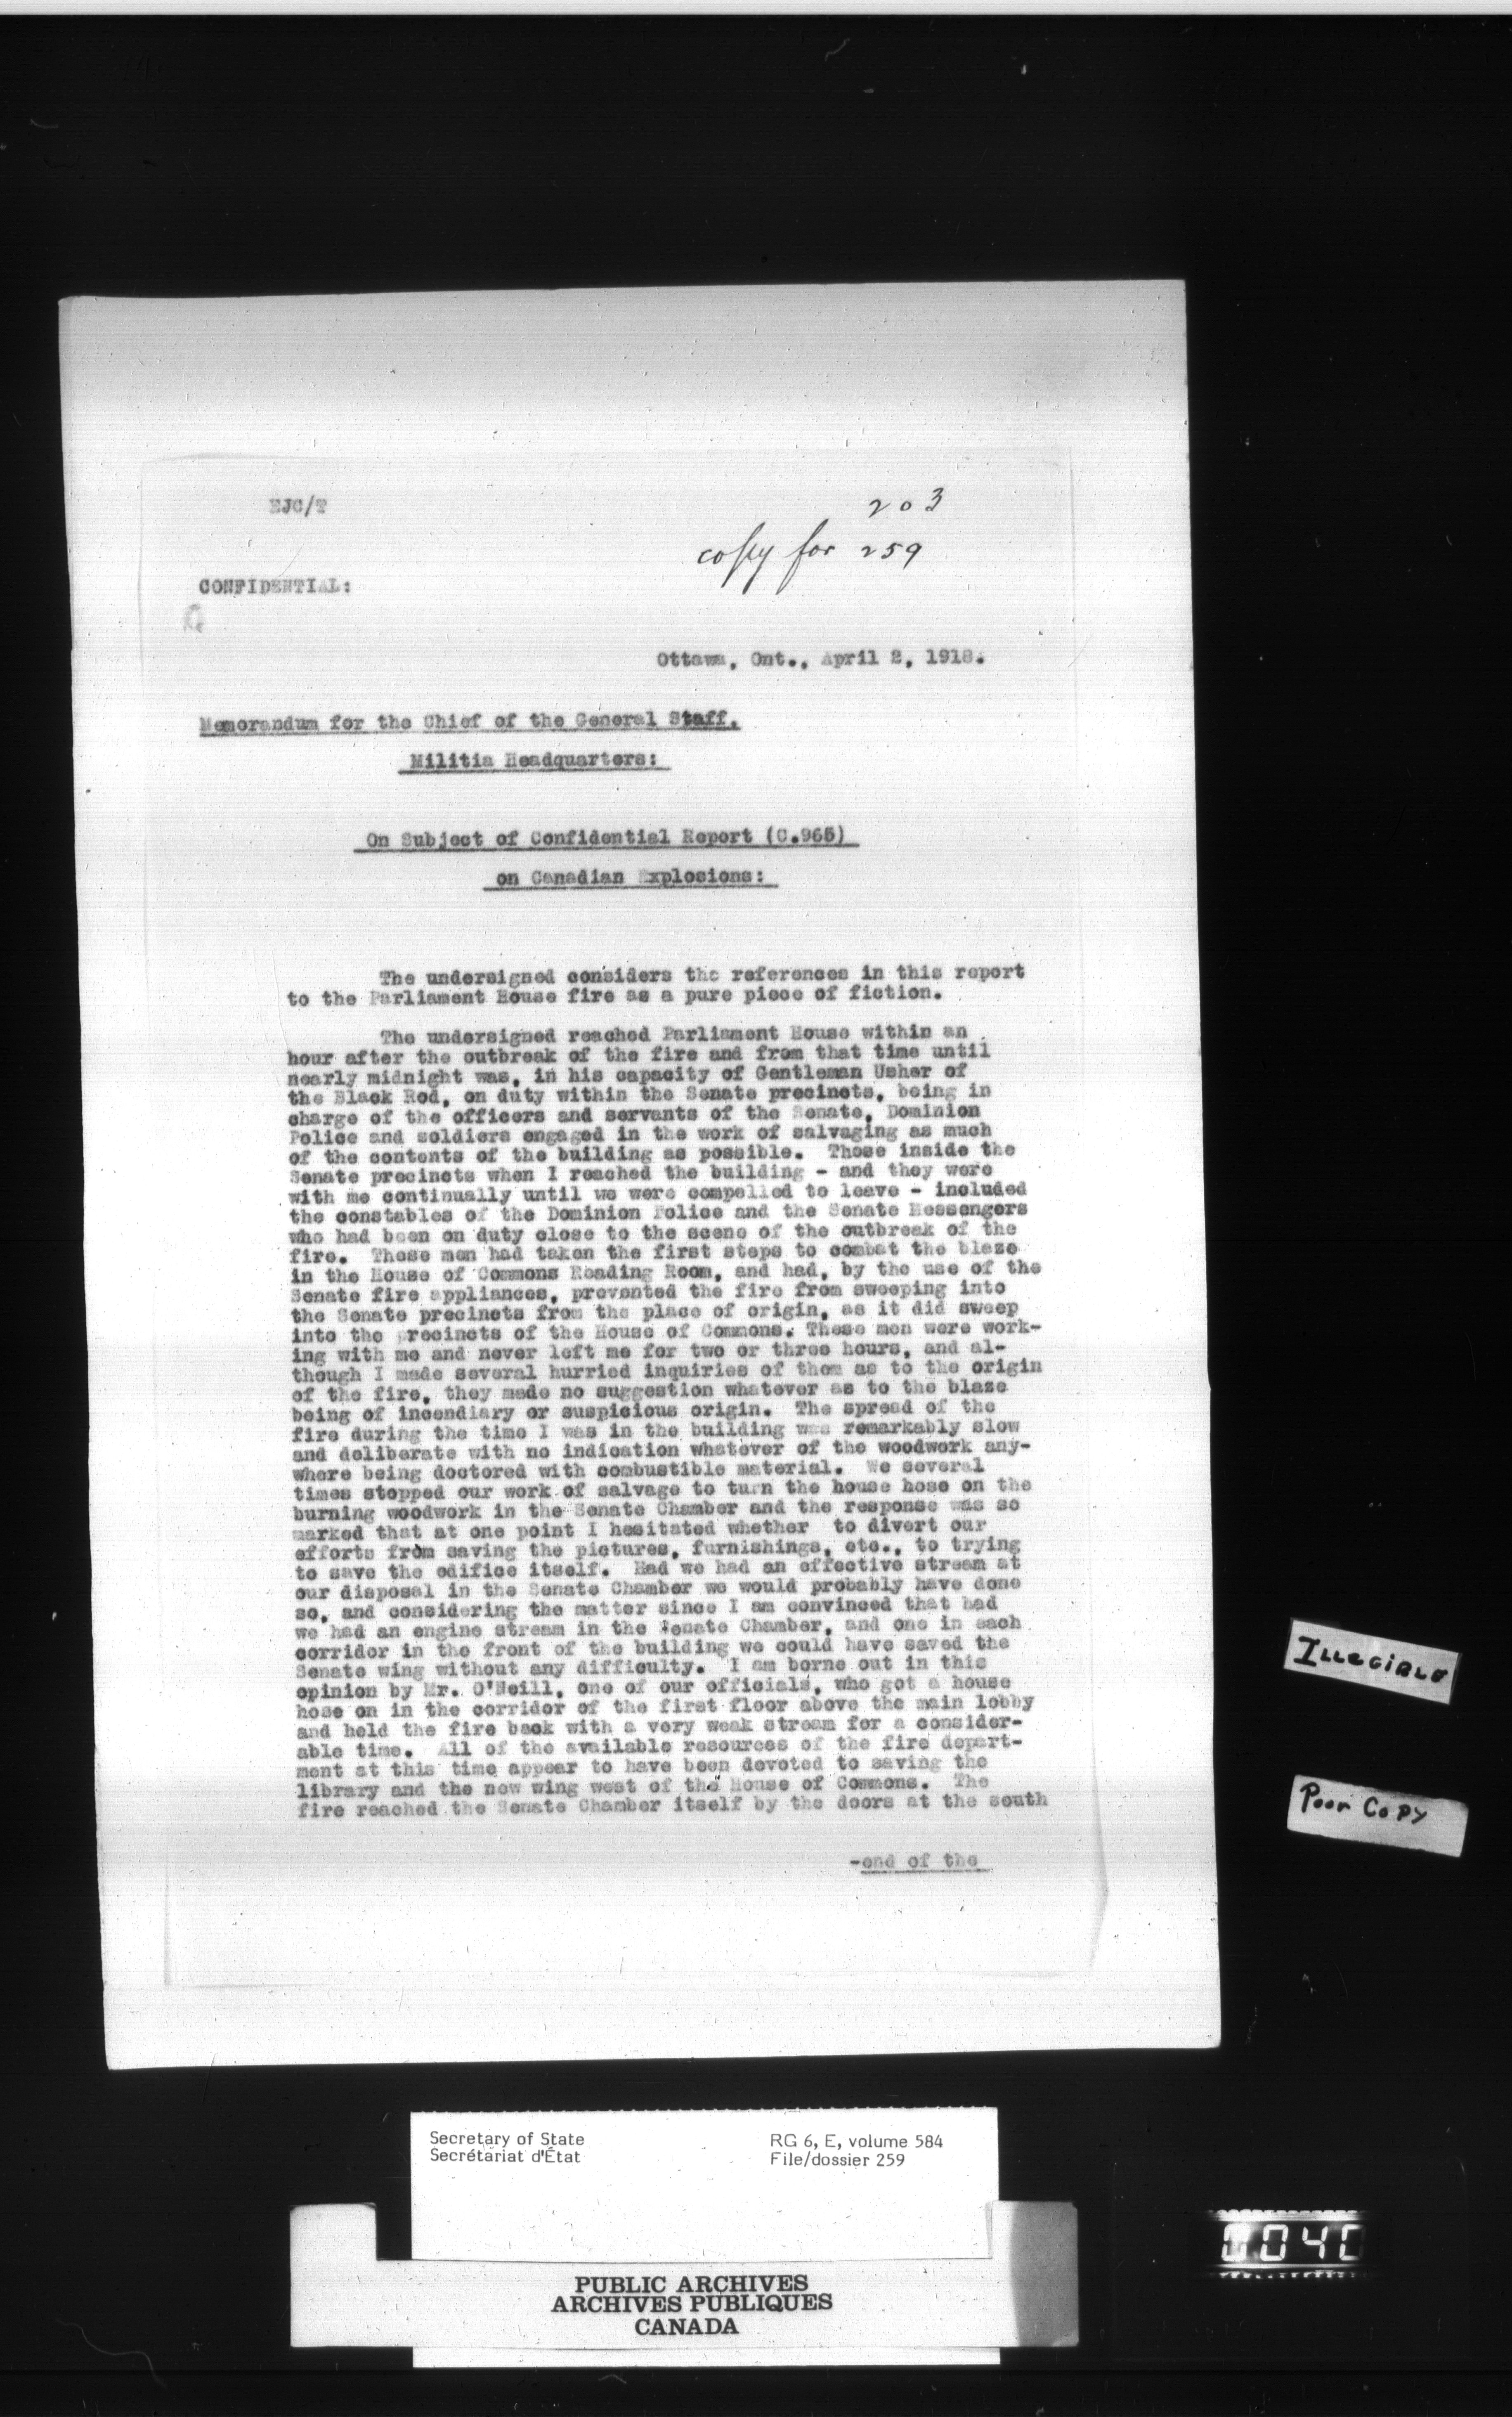 EJC/T
203
copy for 259
CONFIDENTIAL:
Ottawa, Ont., April 2, 1918.
Memorandum for the Chief of the General Staff,
Militia Headquarters:
On Subject of Confidential Report (C.965)
on Canadian Explosions:
The undersigned considers the references in this report
to the Parliament House fire as a pure piece of fiction.
The undersigned reached Parliament House within an
hour after the outbreak of the fire and from that time until
nearly midnight was, in his capacity of Gentleman Usher of
the Black Rod, on duty within the Senate precincts, being in
charge of the officers and servants of the Senate, Dominion
Police and soldiers engaged in the work of salvaging as much
of the contents of the building as possible. Those inside the
Senate precincts when I reached the building - and they were
with me continually until we were compelled to leave - included
the constables of the Dominion Police and the Senate Messengers
who had been on duty close to the scene of the outbreak of the
fire. These men had taken the first steps to combat the blaze
in the House of Commons Reading Room, and had, by the use of the
Senate fire appliances, prevented the fire from sweeping into
the Senate precincts from the place of origin, as it did sweep
into the precincts of the House of Commons. These men were work-
ing with me and never left me for two or three hours, and al-
though I made several hurried inquiries of them as to the origin
of the fire, they made no suggestion whatever as to the blaze
being of incendiary or suspicious origin. The spread of the
fire during the time I was in the building was remarkably slow
and deliberate with no indication whatever of the woodwork any-
where being doctored with combustible material. We several
times stopped our work of salvage to turn the house hose on the
burning woodwork in the Senate Chamber and the response was so
marked that at one point I hesitated whether to divert our
efforts from saving the pictures, furnishings, etc., to trying
to save the edifice itself. Had we had an effective stream at
our disposal in the Senate Chamber we would probably have done
so, and considering the matter since I am convinced that had
we had an engine stream in the Senate Chamber, and one in each
corridor in the front of the building we could have saved the
Senate wing without any difficulty. I am borne out in this
opinion by Mr. O'Neill, one of our officials, who got a house
hose on in the corridor of the first floor above the main lobby
and held the fire back with a very weak stream for a consider-
able time. All of the available resources of the fire depart-
ment at this time appear to have been devoted to saving the
library and the new wing west of the House of Commons. The
fire reached the Senate Chamber itself by the doors at the south
-end of the
Illegible
Poor Copy
Secretary of State
Secrétariat d'État
RG 6, E, volume 584
File/dossier 259
PUBLIC ARCHIVES
ARCHIVES PUBLIQUES
CANADA
0040